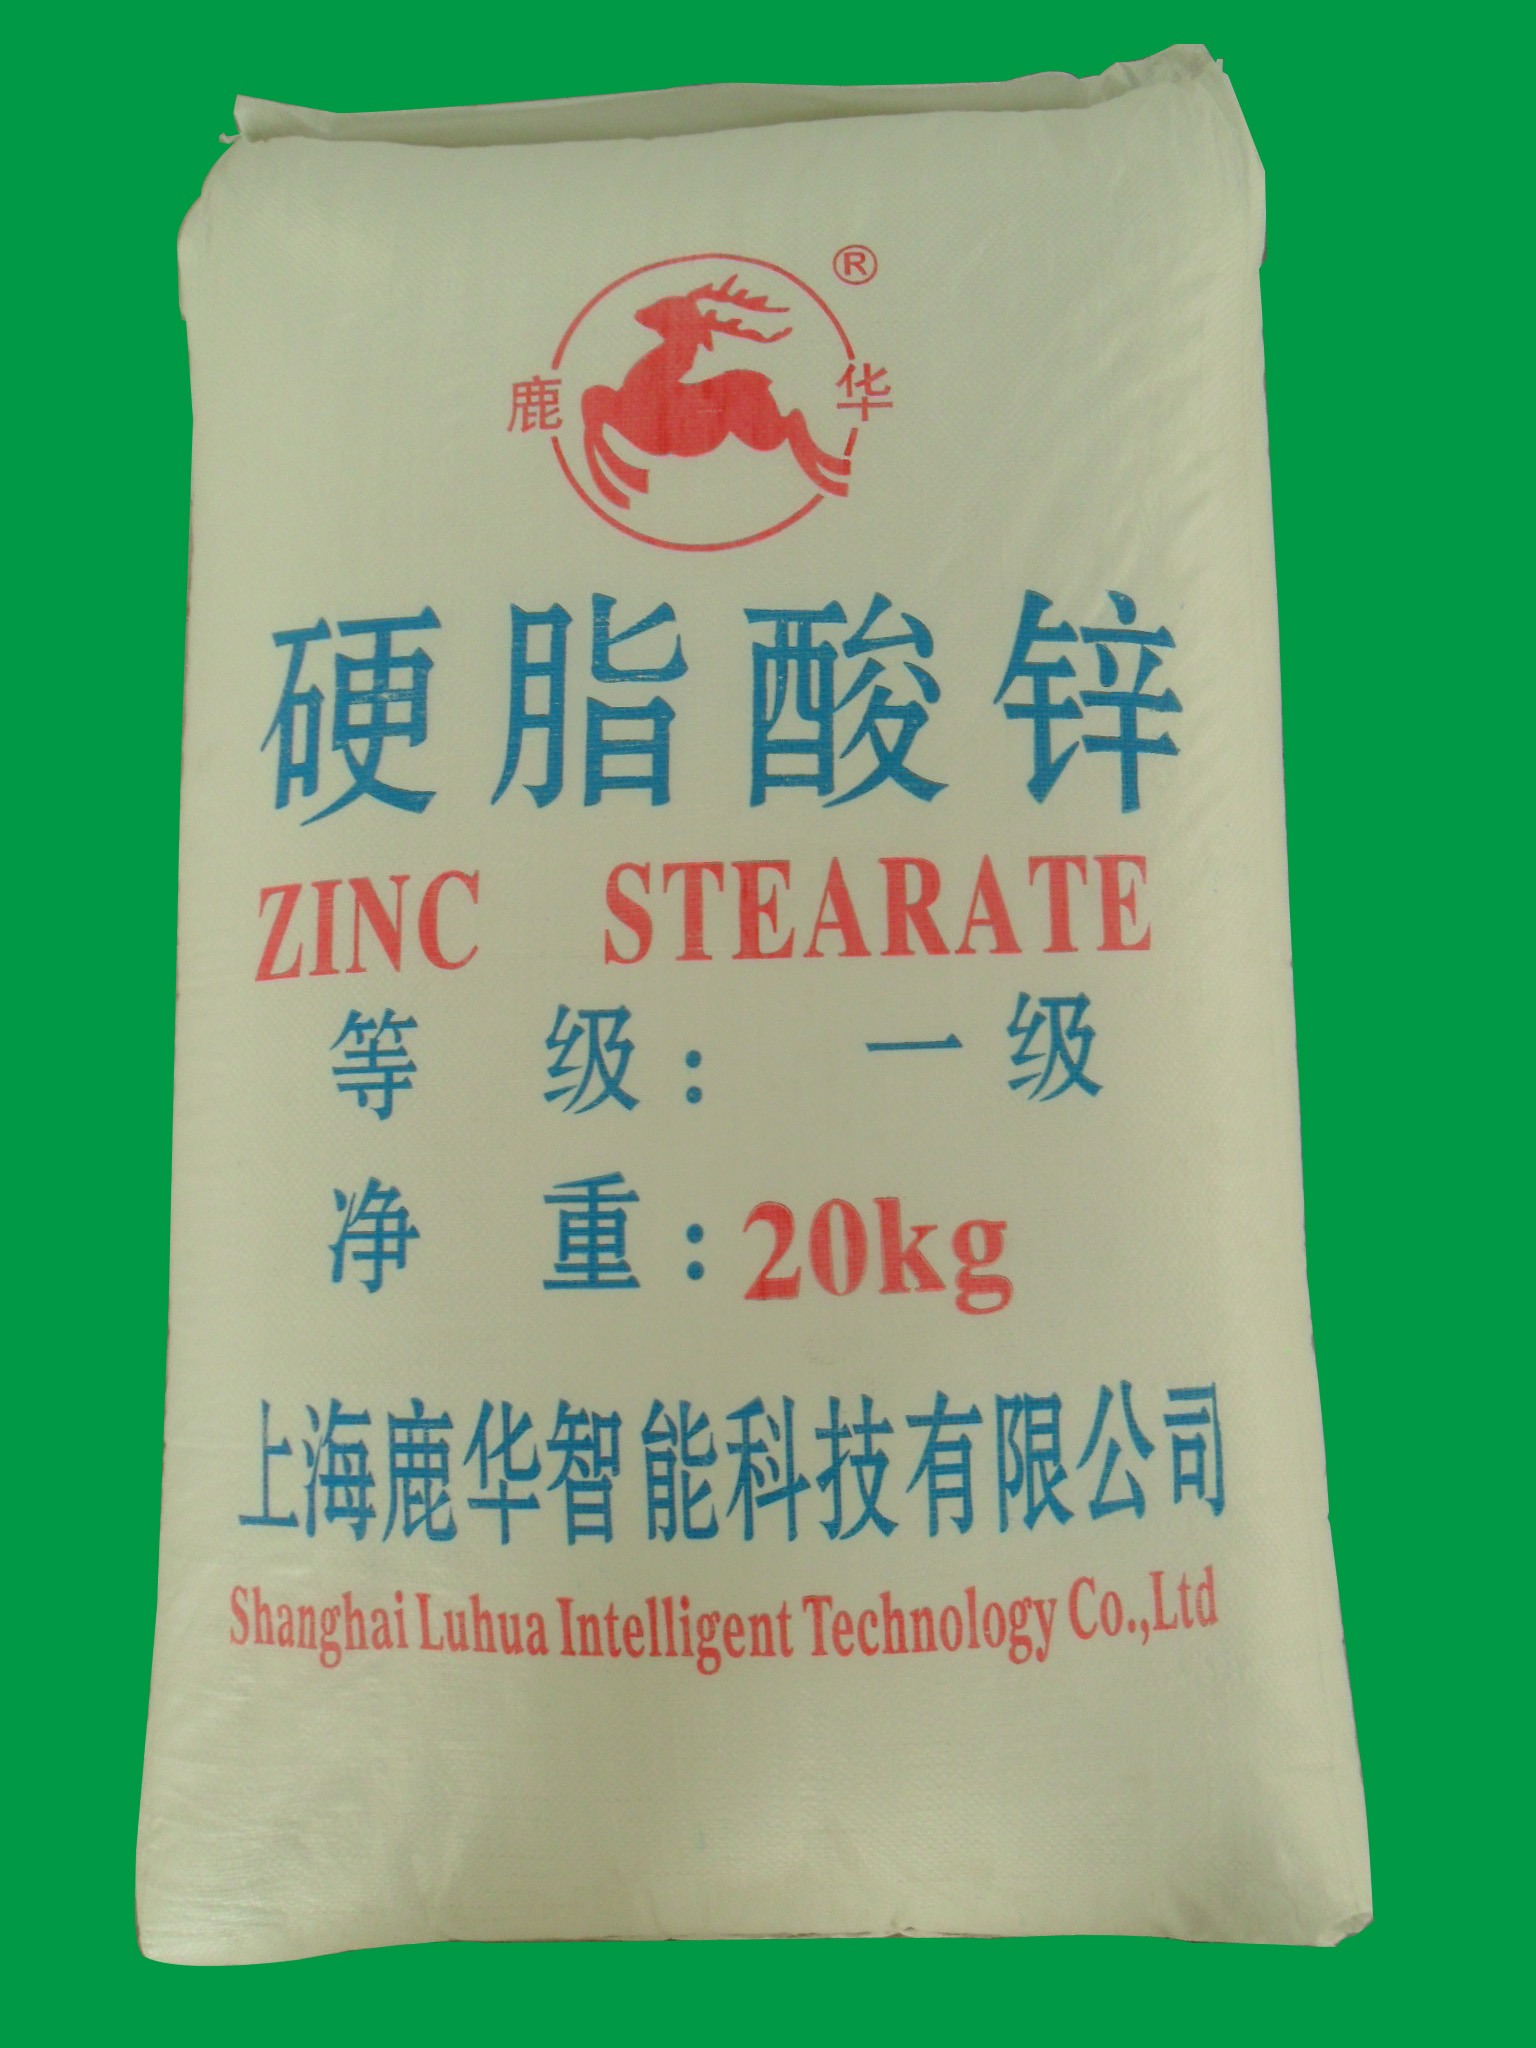 ®
鹿 华
硬脂酸锌
ZINC STEARATE
等 级: 一级
净 重:20kg
上海鹿华智能科技有限公司
Shanghai Luhua Intelligent Technology Co.,Ltd